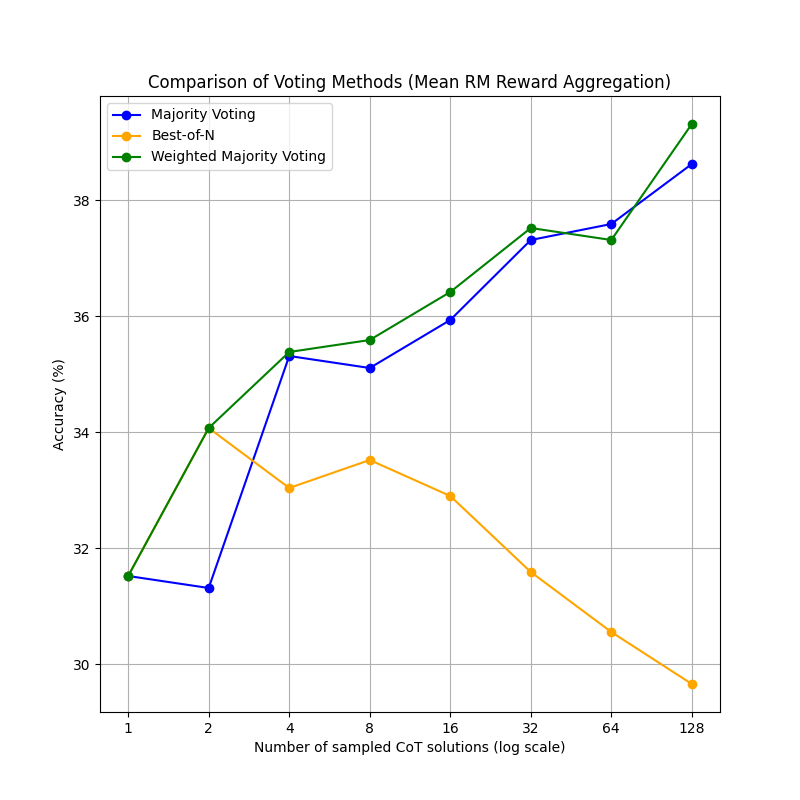 Comparison of Voting Methods (Mean RM Reward Aggregation)
Majority Voting
Best-of-N
Weighted Majority Voting
38
36
34
32
30
Accuracy (%)
1 2 4 8 16 32 64 128
Number of sampled CoT solutions (log scale)